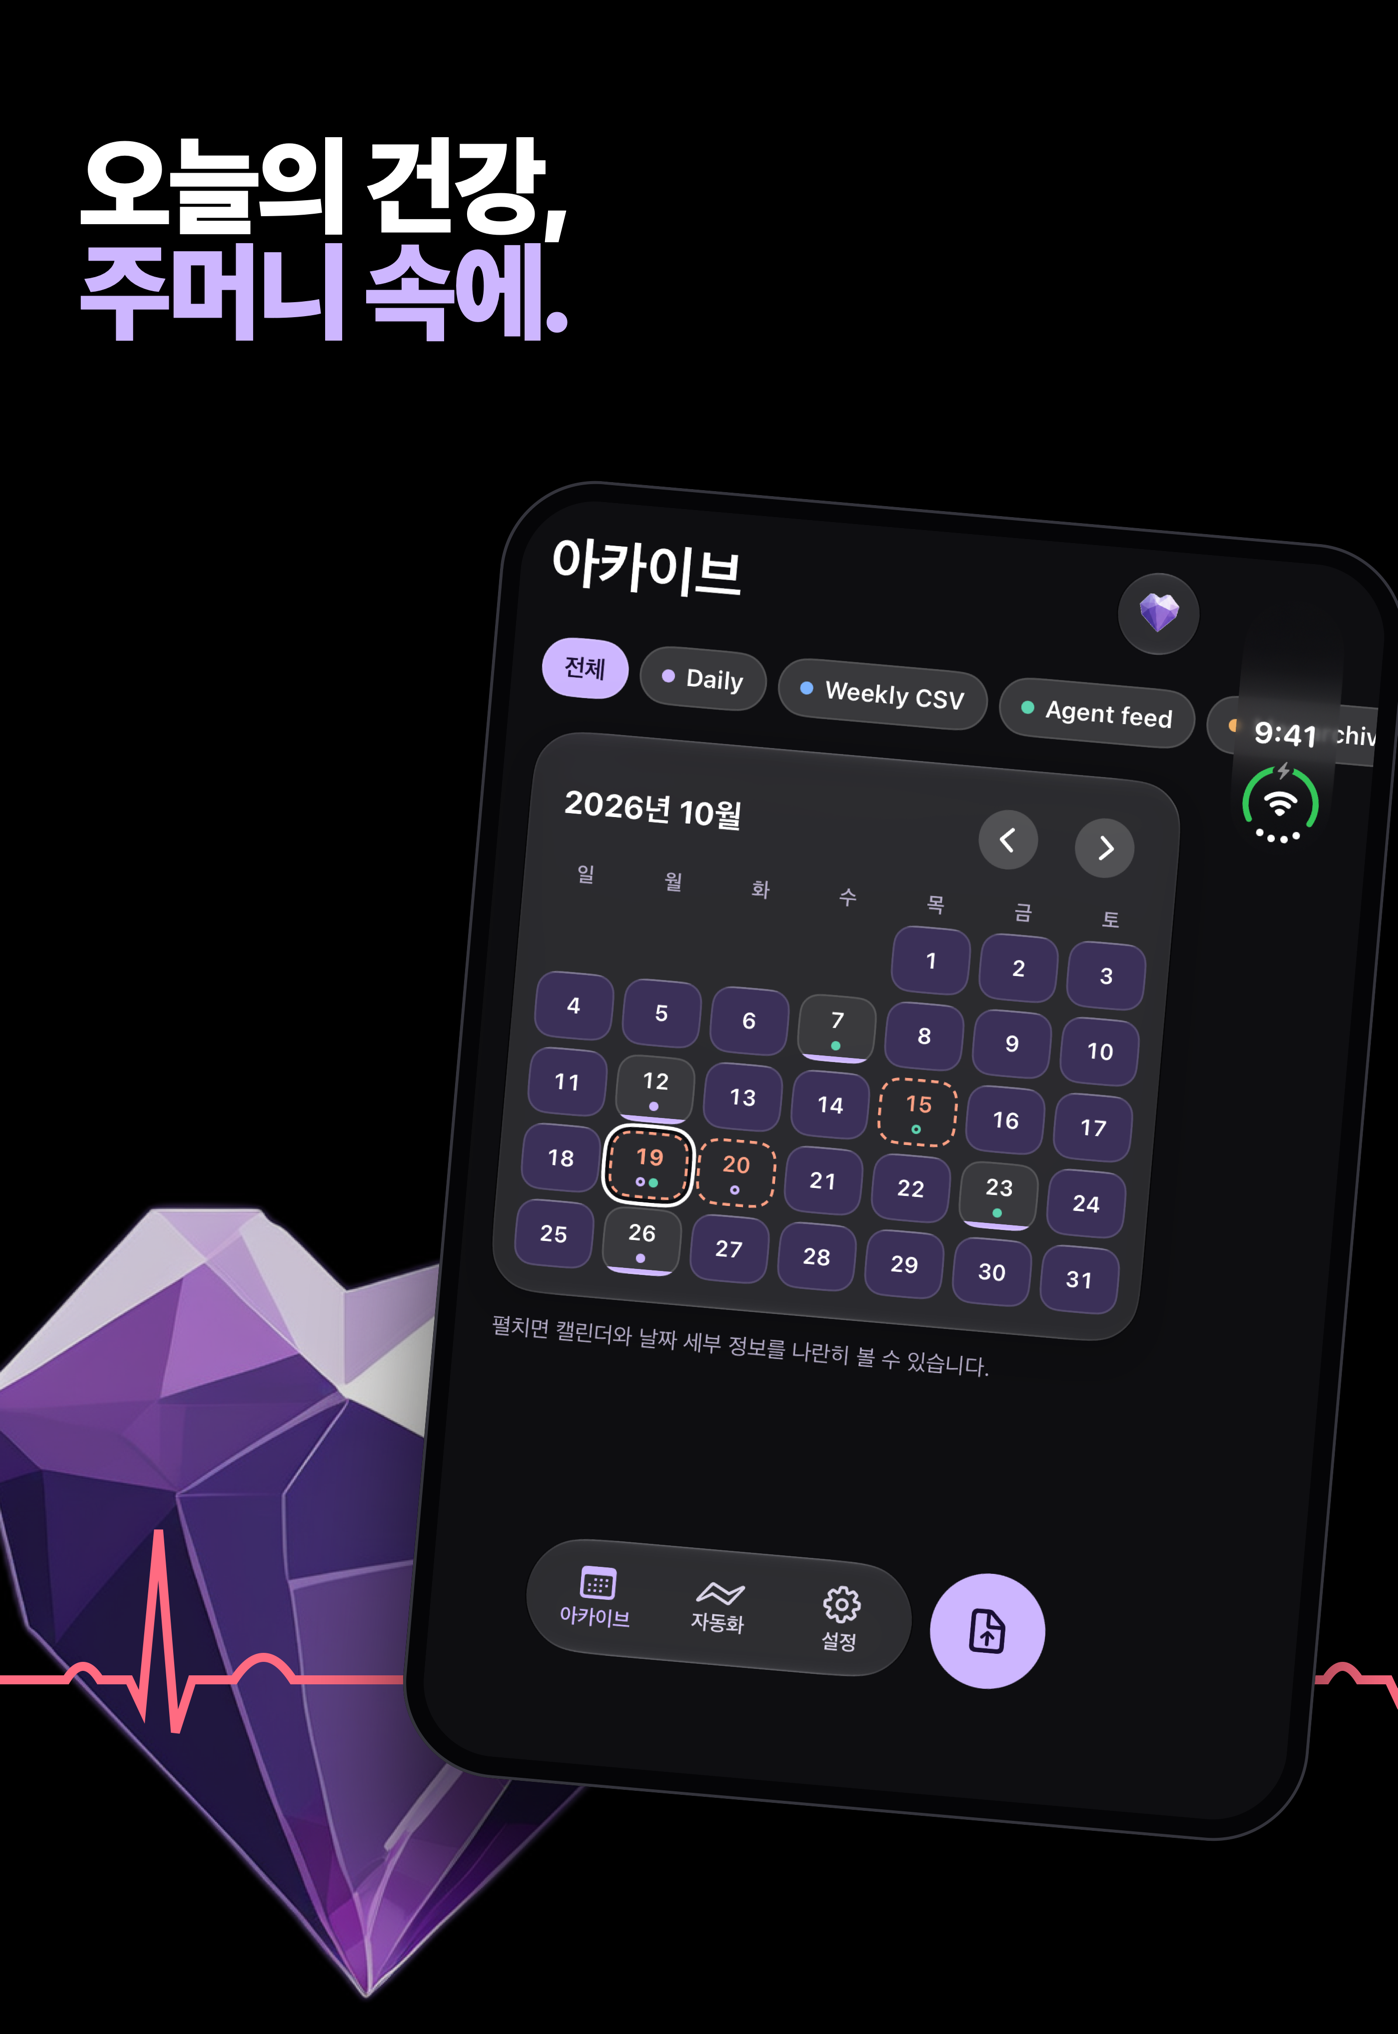 오늘의 건강,
주머니 속에.
아카이브
전체 Daily Weekly CSV Agent feed
9:41
2026년 10월
일 월 화 수 목 금 토
1 2 3
4 5 6 7 8 9 10
11 12 13 14 15 16 17
18 19 20 21 22 23 24
25 26 27 28 29 30 31
펼치면 캘린더와 날짜 세부 정보를 나란히 볼 수 있습니다.
아카이브 자동화 설정